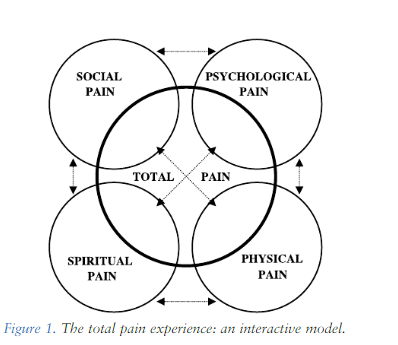 SOCIAL
PAIN
PSYCHOLOGICAL
PAIN
TOTAL PAIN
SPIRITUAL
PAIN
PHYSICAL
PAIN
Figure 1. The total pain experience: an interactive model.